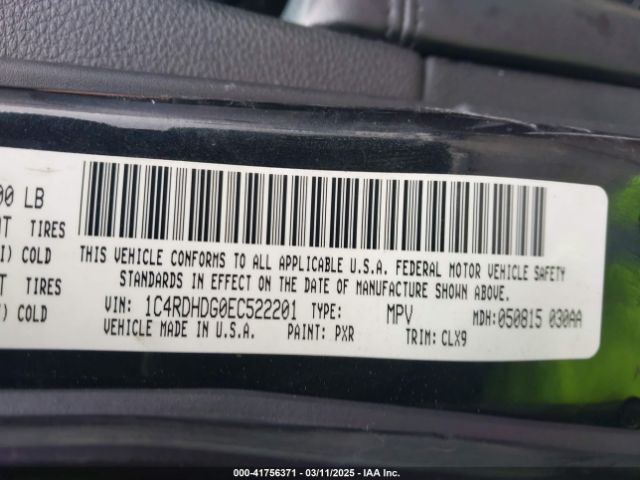 00 LB
TIRES
COLD
TIRES
COLD
THIS VEHICLE CONFORMS TO ALL APPLICABLE U.S.A. FEDERAL MOTOR VEHICLE SAFETY
STANDARDS IN EFFECT ON THE DATE OF MANUFACTURE SHOWN ABOVE.
VIN: 1C4RDHDG0EC522201 TYPE: MPV MDH:050815 030AA
VEHICLE MADE IN U.S.A. PAINT: PXR TRIM: CLX9
000-41756371 | 03/11/2025 | IAA Inc.